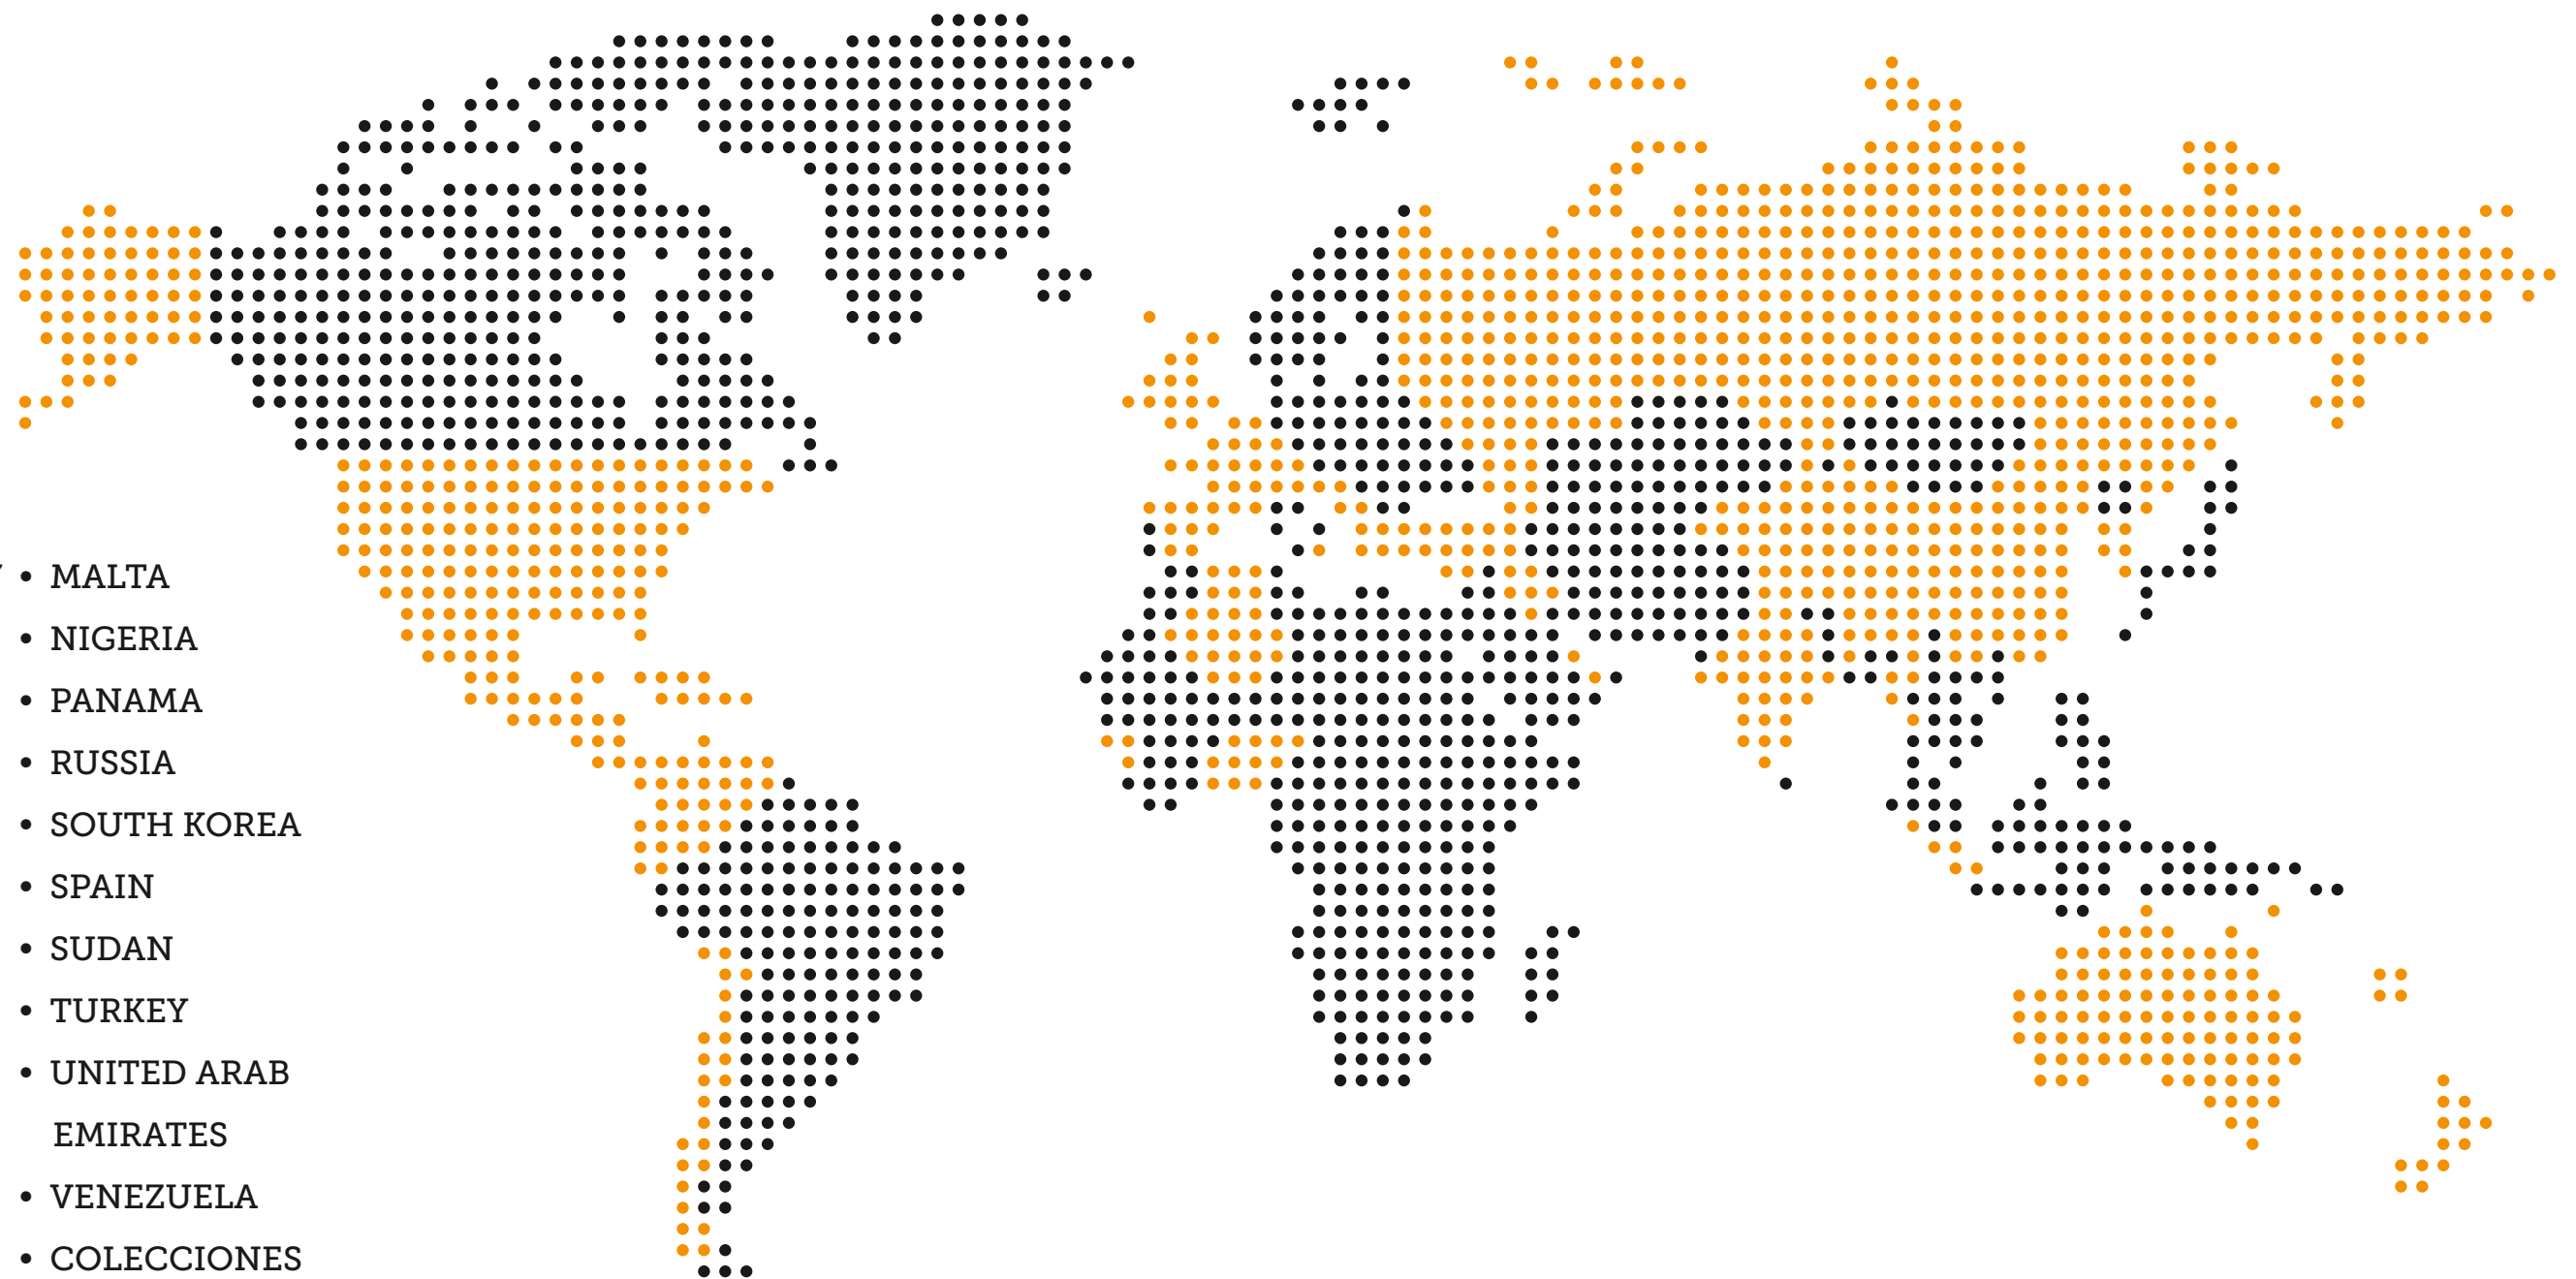 • MALTA
• NIGERIA
• PANAMA
• RUSSIA
• SOUTH KOREA
• SPAIN
• SUDAN
• TURKEY
• UNITED ARAB
EMIRATES
• VENEZUELA
• COLECCIONES